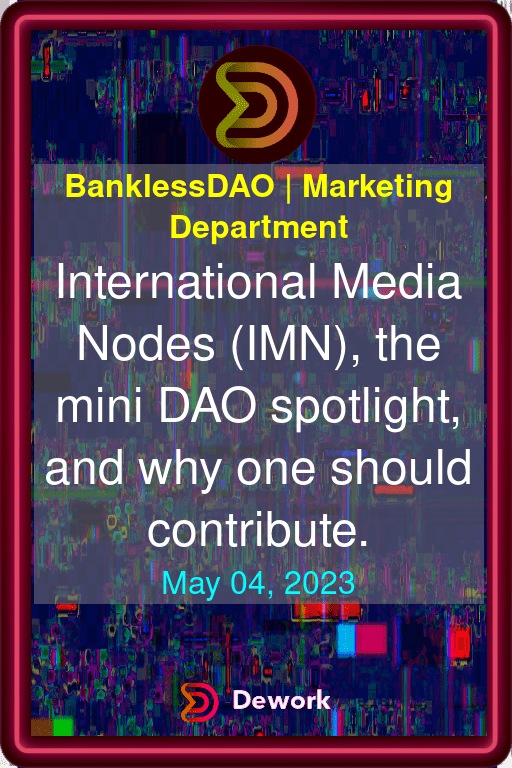 BanklessDAO | Marketing
Department
International Media
Nodes (IMN), the
mini DAO spotlight,
and why one should
contribute.
May 04, 2023
Dework